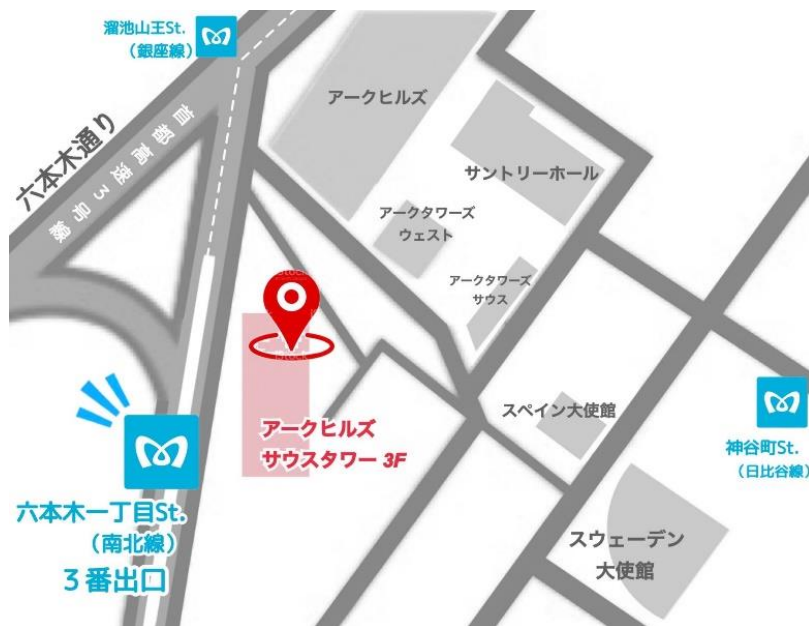 溜池山王St.
（銀座線）
六本木通り
首都高速3号線
アークヒルズ
サントリーホール
アークタワーズ
ウェスト
アークタワーズ
サウス
iStock
アークヒルズ
サウスタワー 3F
スペイン大使館
神谷町St.
（日比谷線）
六本木一丁目St.
（南北線）
３番出口
スウェーデン
大使館